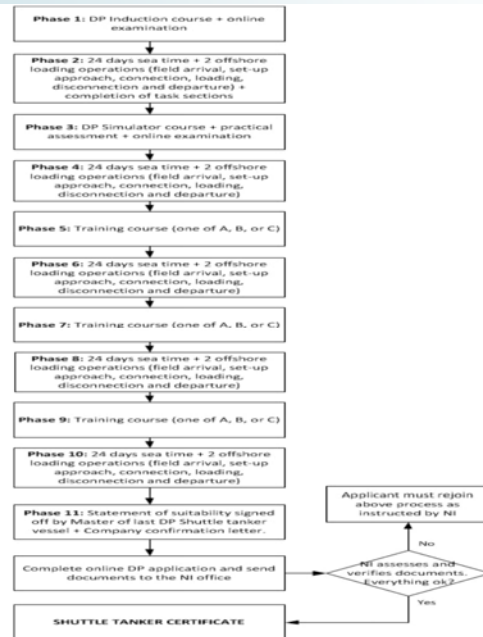 Phase 1: DP Induction course + online
examination
Phase 2: 24 days sea time + 2 offshore
loading operations (field arrival, set-up
approach, connection, loading,
disconnection and departure) +
completion of task sections
Phase 3: DP Simulator course + practical
assessment + online examination
Phase 4: 24 days sea time + 2 offshore
loading operations (field arrival, set-up
approach, connection, loading,
disconnection and departure)
Phase 5: Training course (one of A, B, or C)
Phase 6: 24 days sea time + 2 offshore
loading operations (field arrival, set-up
approach, connection, loading,
disconnection and departure)
Phase 7: Training course (one of A, B, or C)
Phase 8: 24 days sea time + 2 offshore
loading operations (field arrival, set-up
approach, connection, loading,
disconnection and departure)
Phase 9: Training course (one of A, B, or C)
Phase 10: 24 days sea time + 2 offshore
loading operations (field arrival, set-up
approach, connection, loading,
disconnection and departure)
Phase 11: Statement of suitability signed
off by Master of last DP Shuttle tanker
vessel + Company confirmation letter.
Applicant must rejoin
above process as
instructed by NI
No
Complete online DP application and send
documents to the NI office
NI assesses and
verifies documents.
Everything ok?
Yes
SHUTTLE TANKER CERTIFICATE